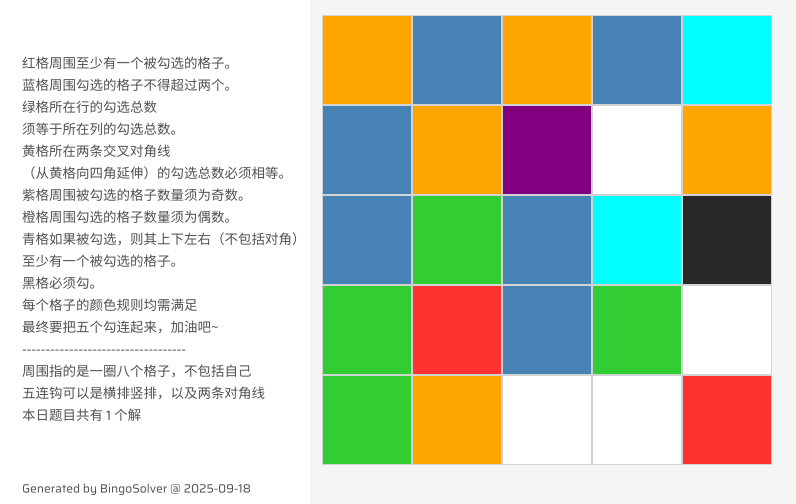 红格周围至少有一个被勾选的格子。
蓝格周围勾选的格子不得超过两个。
绿格所在行的勾选总数
须等于所在列的勾选总数。
黄格所在两条交叉对角线
（从黄格向四角延伸）的勾选总数必须相等。
紫格周围被勾选的格子数量须为奇数。
橙格周围勾选的格子数量须为偶数。
青格如果被勾选，则其上下左右（不包括对角）
至少有一个被勾选的格子。
黑格必须勾。
每个格子的颜色规则均需满足
最终要把五个勾连起来，加油吧~
----------------------------------
周围指的是一圈八个格子，不包括自己
五连钩可以是横排竖排，以及两条对角线
本日题目共有 1 个解
Generated by BingoSolver @ 2025-09-18